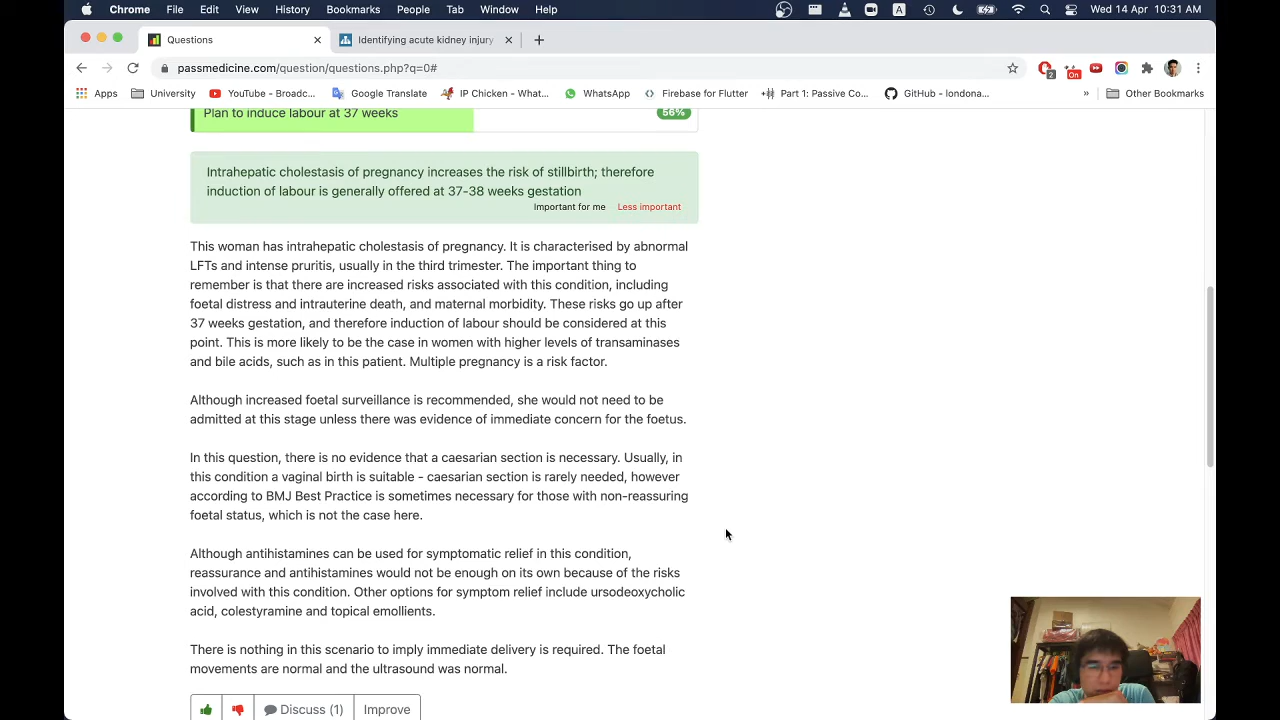 Chrome File Edit View History Bookmarks People Tab Window Help
A
Wed 14 Apr 10:31 AM
Questions
Identifying acute kidney injury
passmedicine.com/question/questions.php?q=0#
2
On
Apps
University
YouTube - Broadc...
Google Translate
IP Chicken - What...
WhatsApp
Firebase for Flutter
Part 1: Passive Co...
GitHub - londona...
»
Other Bookmarks
Plan to induce labour at 37 weeks
56%
Intrahepatic cholestasis of pregnancy increases the risk of stillbirth; therefore
induction of labour is generally offered at 37-38 weeks gestation
Important for me Less important
This woman has intrahepatic cholestasis of pregnancy. It is characterised by abnormal
LFTs and intense pruritis, usually in the third trimester. The important thing to
remember is that there are increased risks associated with this condition, including
foetal distress and intrauterine death, and maternal morbidity. These risks go up after
37 weeks gestation, and therefore induction of labour should be considered at this
point. This is more likely to be the case in women with higher levels of transaminases
and bile acids, such as in this patient. Multiple pregnancy is a risk factor.
Although increased foetal surveillance is recommended, she would not need to be
admitted at this stage unless there was evidence of immediate concern for the foetus.
In this question, there is no evidence that a caesarian section is necessary. Usually, in
this condition a vaginal birth is suitable - caesarian section is rarely needed, however
according to BMJ Best Practice is sometimes necessary for those with non-reassuring
foetal status, which is not the case here.
Although antihistamines can be used for symptomatic relief in this condition,
reassurance and antihistamines would not be enough on its own because of the risks
involved with this condition. Other options for symptom relief include ursodeoxycholic
acid, colestyramine and topical emollients.
There is nothing in this scenario to imply immediate delivery is required. The foetal
movements are normal and the ultrasound was normal.
Discuss (1)
Improve